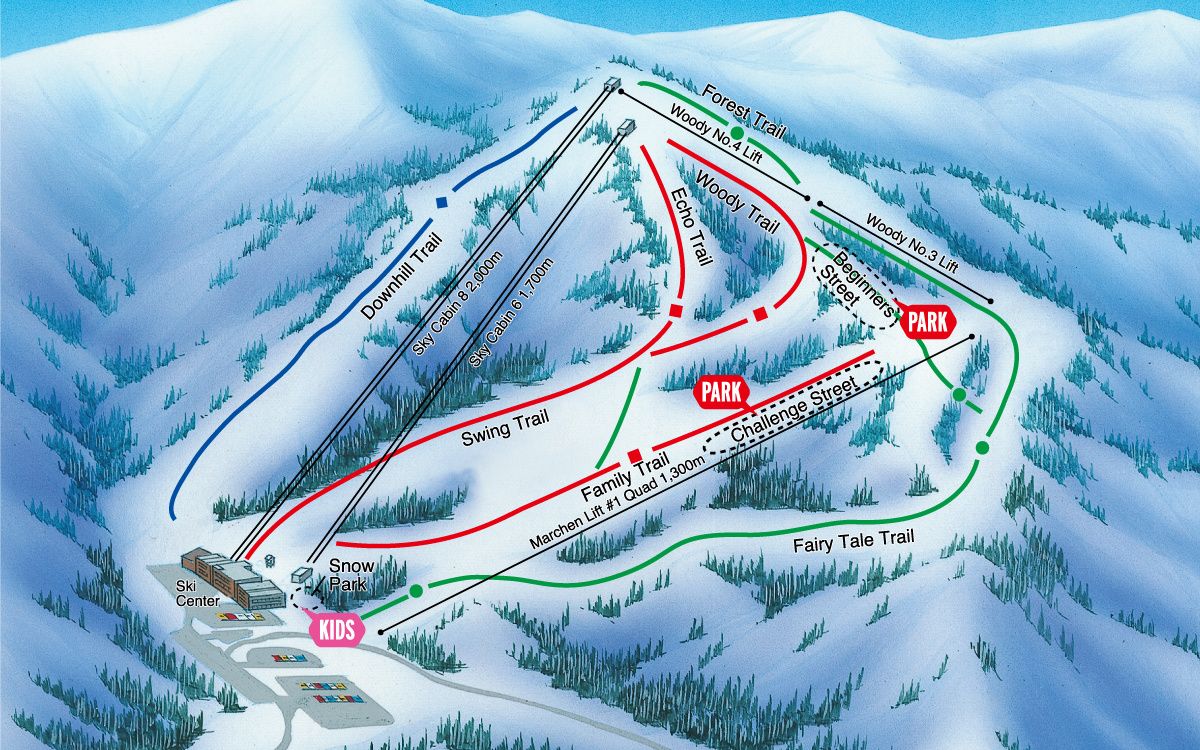 Forest Trail
Woody No.4 Lift
Woody Trail
Echo Trail
Woody No.3 Lift
Downhill Trail
Sky Cabin 8 2,000m
Sky Cabin 6 1,700m
Beginners'
Street
PARK
PARK
Challenge Street
Swing Trail
Family Trail
Marchen Lift #1 Quad 1,300m
Fairy Tale Trail
Snow
Park
Ski
Center
KIDS